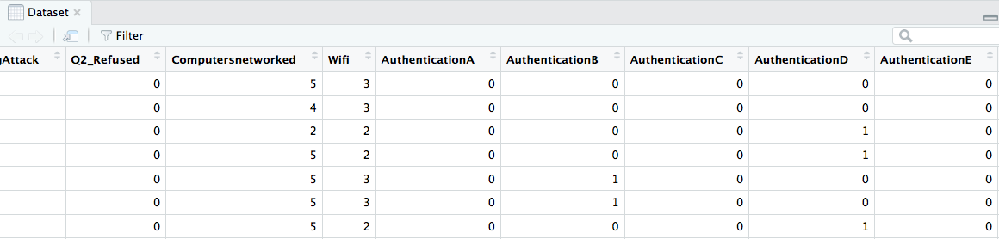 Dataset
Filter
gAttack Q2_Refused Computersnetworked Wifi AuthenticationA AuthenticationB AuthenticationC AuthenticationD AuthenticationE
0 5 3 0 0 0 0 0
0 4 3 0 0 0 0 0
0 2 2 0 0 0 1 0
0 5 2 0 0 0 1 0
0 5 3 0 1 0 0 0
0 5 3 0 1 0 0 0
0 5 2 0 0 0 1 0